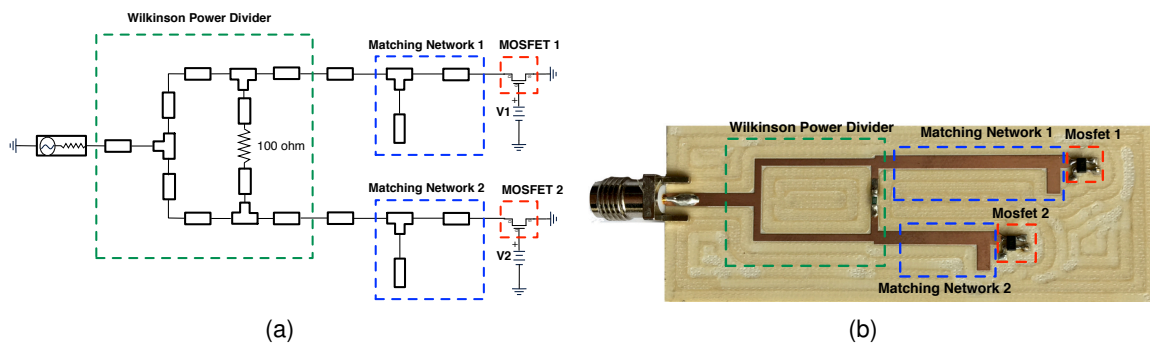 Wilkinson Power Divider
Matching Network 1
MOSFET 1
V1
100 ohm
Matching Network 2
MOSFET 2
V2
(a)
Wilkinson Power Divider
Matching Network 1
Mosfet 1
Mosfet 2
Matching Network 2
(b)